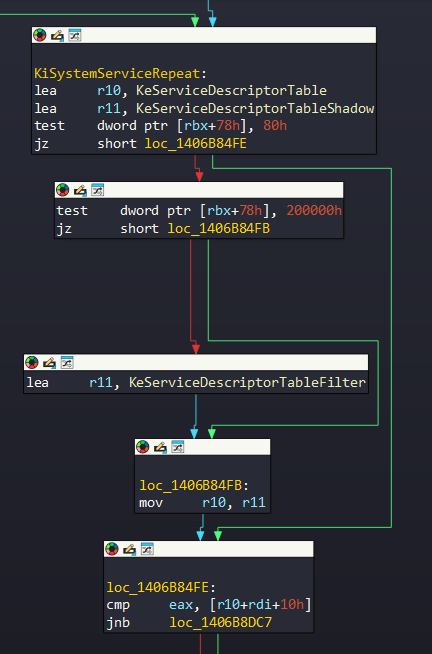 KiSystemServiceRepeat:
lea r10, KeServiceDescriptorTable
lea r11, KeServiceDescriptorTableShadow
test dword ptr [rbx+78h], 80h
jz short loc_1406B84FE
test dword ptr [rbx+78h], 200000h
jz short loc_1406B84FB
lea r11, KeServiceDescriptorTableFilter
loc_1406B84FB:
mov r10, r11
loc_1406B84FE:
cmp eax, [r10+rdi+10h]
jnb loc_1406B8DC7